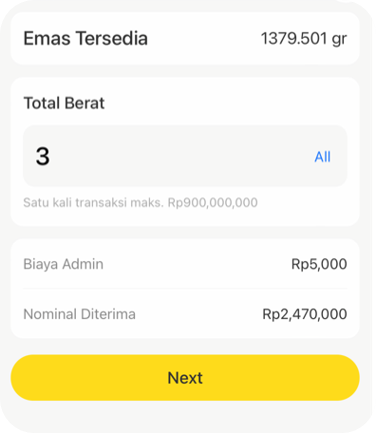 Emas Tersedia 1379.501 gr
Total Berat
3 All
Satu kali transaksi maks. Rp900,000,000
Biaya Admin Rp5,000
Nominal Diterima Rp2,470,000
Next